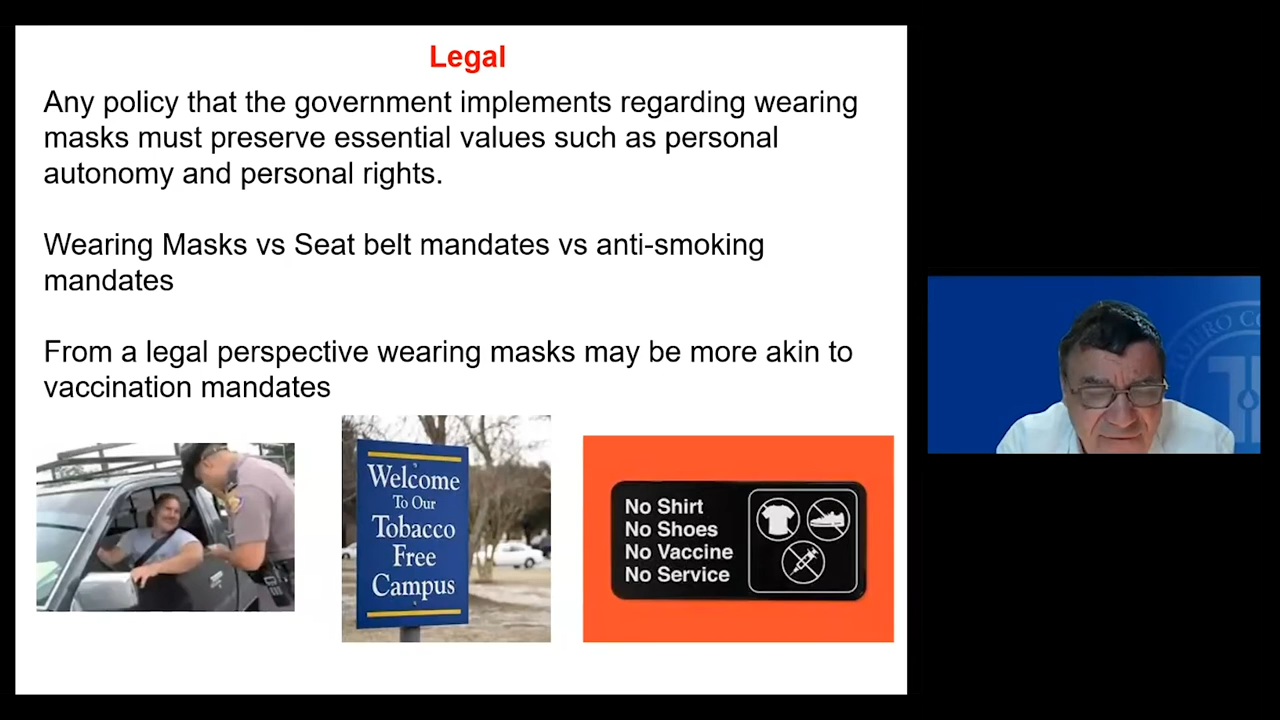 Legal
Any policy that the government implements regarding wearing
masks must preserve essential values such as personal
autonomy and personal rights.
Wearing Masks vs Seat belt mandates vs anti-smoking
mandates
From a legal perspective wearing masks may be more akin to
vaccination mandates
Welcome
To Our
Tobacco
Free
Campus
No Shirt
No Shoes
No Vaccine
No Service
TOURO CO